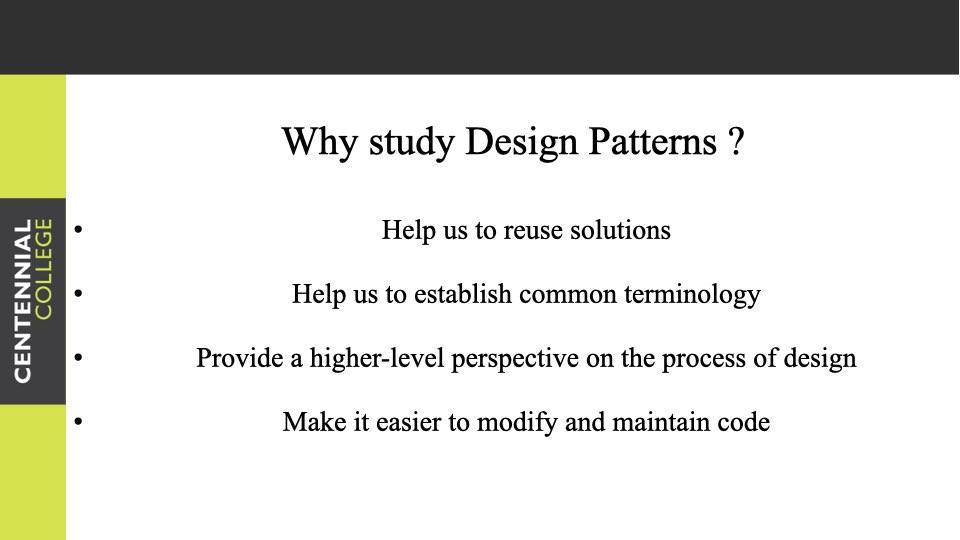 Why study Design Patterns ?
• Help us to reuse solutions
• Help us to establish common terminology
• Provide a higher-level perspective on the process of design
• Make it easier to modify and maintain code
CENTENNIAL
COLLEGE